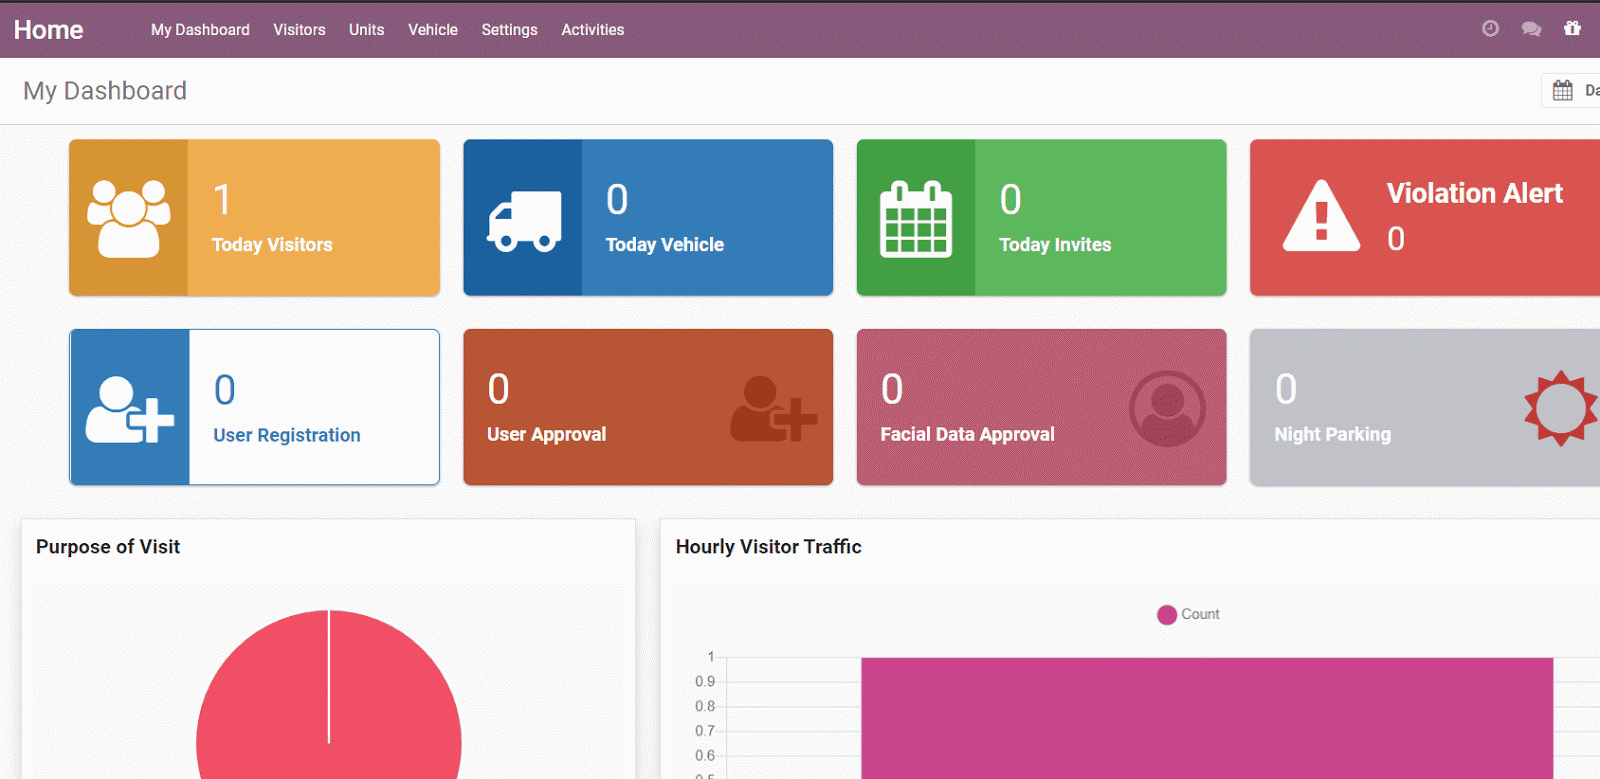 Home My Dashboard Visitors Units Vehicle Settings Activities
My Dashboard
1
Today Visitors
0
Today Vehicle
0
Today Invites
Violation Alert
0
0
User Registration
0
User Approval
0
Facial Data Approval
0
Night Parking
Purpose of Visit
Hourly Visitor Traffic
Count
1
0.9
0.8
0.7
0.6